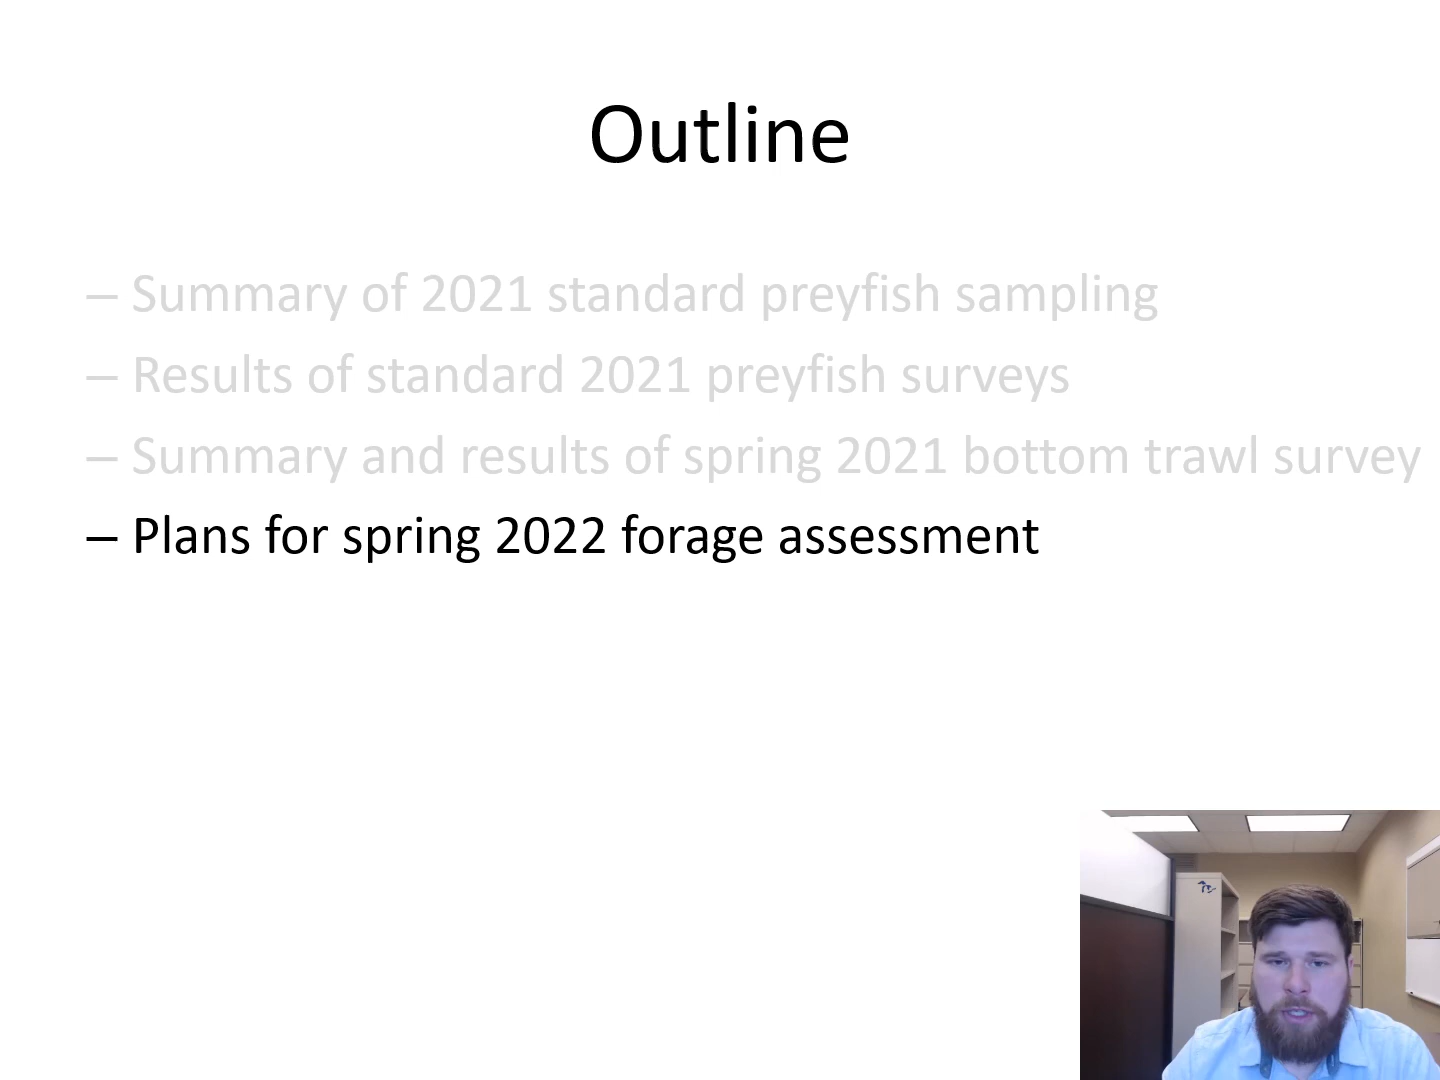 Outline
– Summary of 2021 standard preyfish sampling
– Results of standard 2021 preyfish surveys
– Summary and results of spring 2021 bottom trawl survey
– Plans for spring 2022 forage assessment